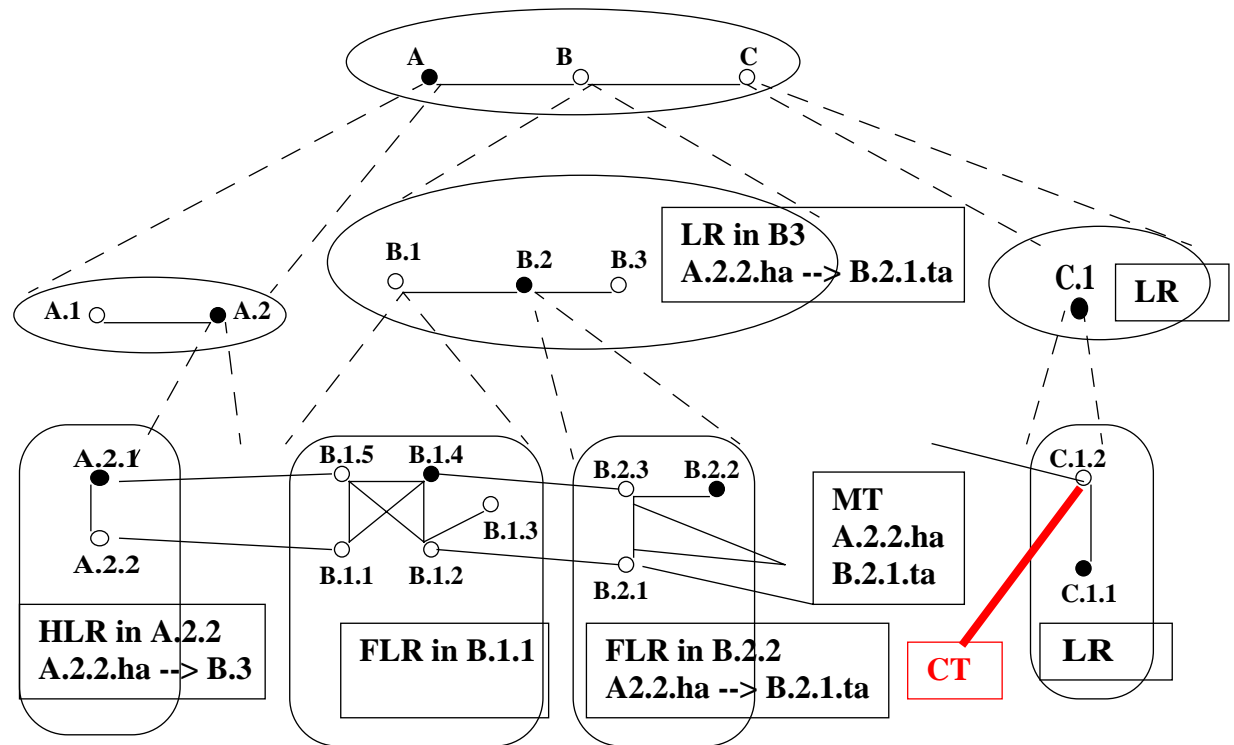 A B C
LR in B3
A.2.2.ha --> B.2.1.ta
B.1 B.2 B.3
C.1 LR
A.1 A.2
A.2.1 B.1.5 B.1.4 B.2.3 B.2.2 C.1.2
MT
A.2.2.ha
B.2.1.ta
B.1.3
A.2.2 B.1.1 B.1.2 B.2.1 C.1.1
HLR in A.2.2
A.2.2.ha --> B.3
FLR in B.1.1
FLR in B.2.2
A2.2.ha --> B.2.1.ta
CT
LR